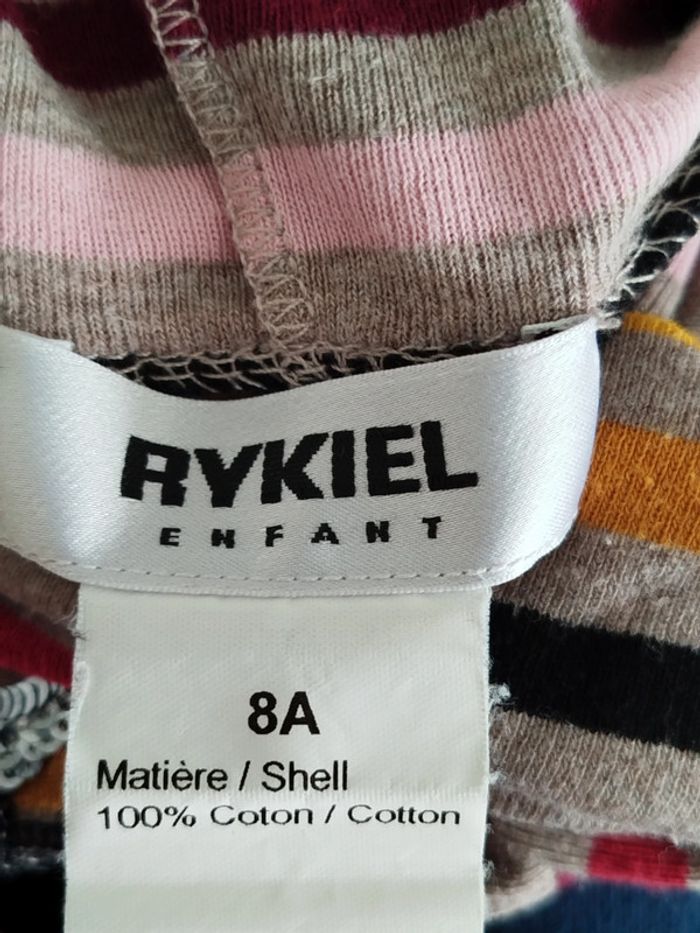 RYKIEL
ENFANT
8A
Matière / Shell
100% Coton / Cotton